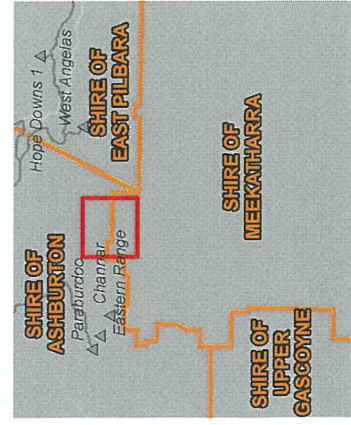 Hope Downs 1
West Angelas
SHIRE OF
EAST PILBARA
SHIRE OF
ASHBURTON
Paraburdoo
Channar
Eastern Range
SHIRE OF
MEEKATHARRA
SHIRE OF
UPPER
GASCOYNE